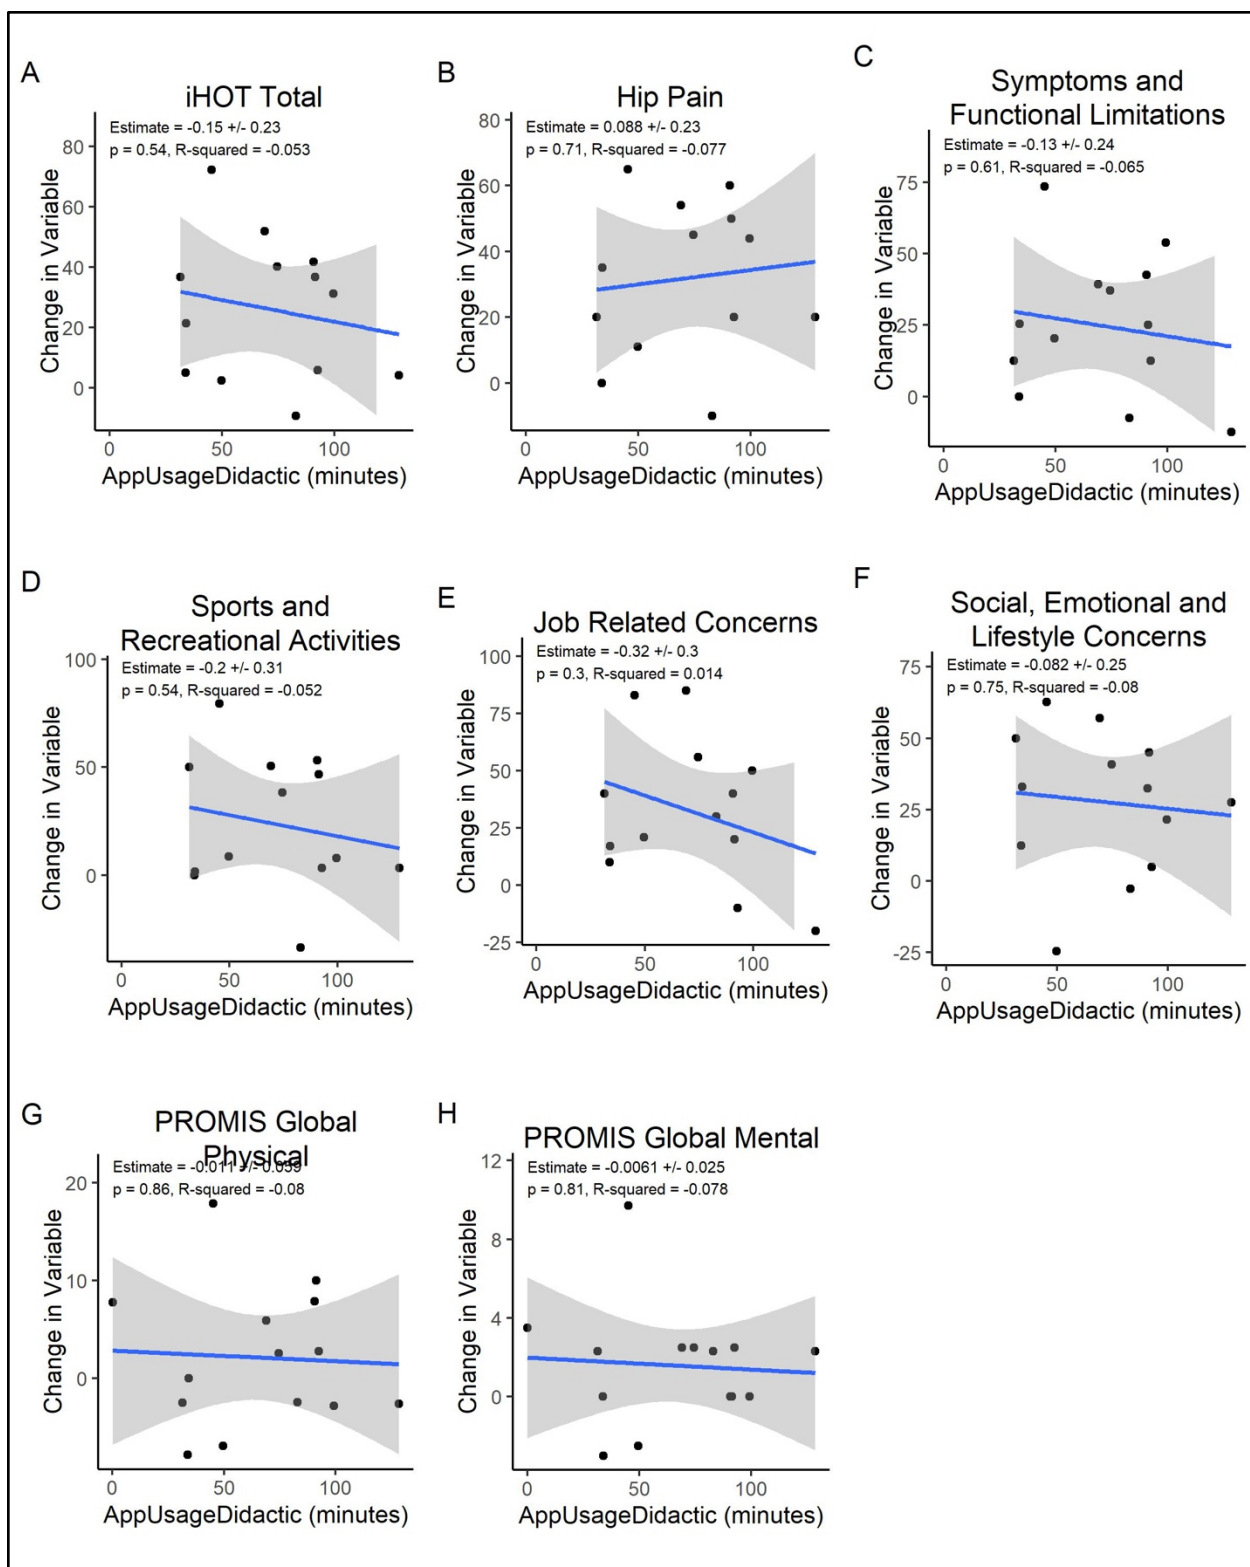 A
iHOT Total
Estimate = -0.15 +/- 0.23
p = 0.54, R-squared = -0.053
Change in Variable
80
60
40
20
0
0 50 100
AppUsageDidactic (minutes)
B
Hip Pain
Estimate = 0.088 +/- 0.23
p = 0.71, R-squared = -0.077
Change in Variable
80
60
40
20
0
0 50 100
AppUsageDidactic (minutes)
C
Symptoms and
Functional Limitations
Estimate = -0.13 +/- 0.24
p = 0.61, R-squared = -0.065
Change in Variable
75
50
25
0
0 50 100
AppUsageDidactic (minutes)
D
Sports and
Recreational Activities
Estimate = -0.2 +/- 0.31
p = 0.54, R-squared = -0.052
Change in Variable
100
50
0
0 50 100
AppUsageDidactic (minutes)
E
Job Related Concerns
Estimate = -0.32 +/- 0.3
p = 0.3, R-squared = 0.014
Change in Variable
100
75
50
25
0
-25
0 50 100
AppUsageDidactic (minutes)
F
Social, Emotional and
Lifestyle Concerns
Estimate = -0.082 +/- 0.25
p = 0.75, R-squared = -0.08
Change in Variable
75
50
25
0
-25
0 50 100
AppUsageDidactic (minutes)
G
PROMIS Global
Physical
Estimate = -0.011 +/- 0.059
p = 0.86, R-squared = -0.08
Change in Variable
20
10
0
0 50 100
AppUsageDidactic (minutes)
H
PROMIS Global Mental
Estimate = -0.0061 +/- 0.025
p = 0.81, R-squared = -0.078
Change in Variable
12
8
4
0
0 50 100
AppUsageDidactic (minutes)